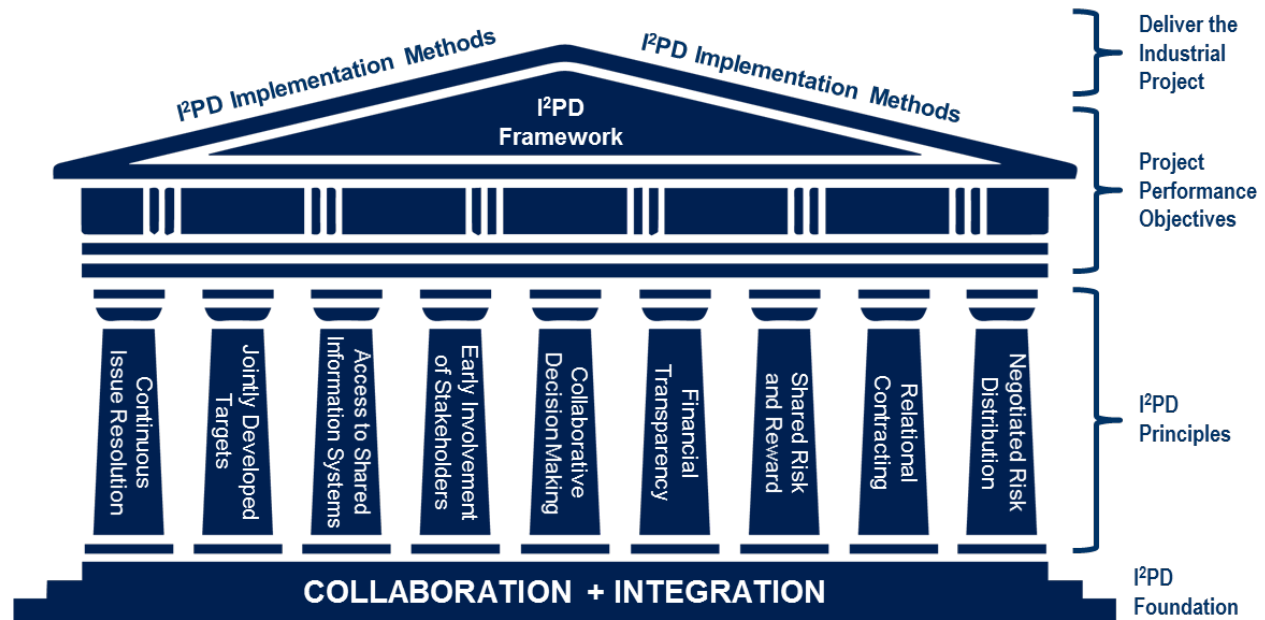 I²PD Implementation Methods
I²PD Implementation Methods
I²PD
Framework
Continuous
Issue Resolution
Jointly Developed
Targets
Access to Shared
Information Systems
Early Involvement
of Stakeholders
Collaborative
Decision Making
Financial
Transparency
Shared Risk
and Reward
Relational
Contracting
Negotiated Risk
Distribution
COLLABORATION + INTEGRATION
Deliver the
Industrial
Project
Project
Performance
Objectives
I²PD
Principles
I²PD
Foundation